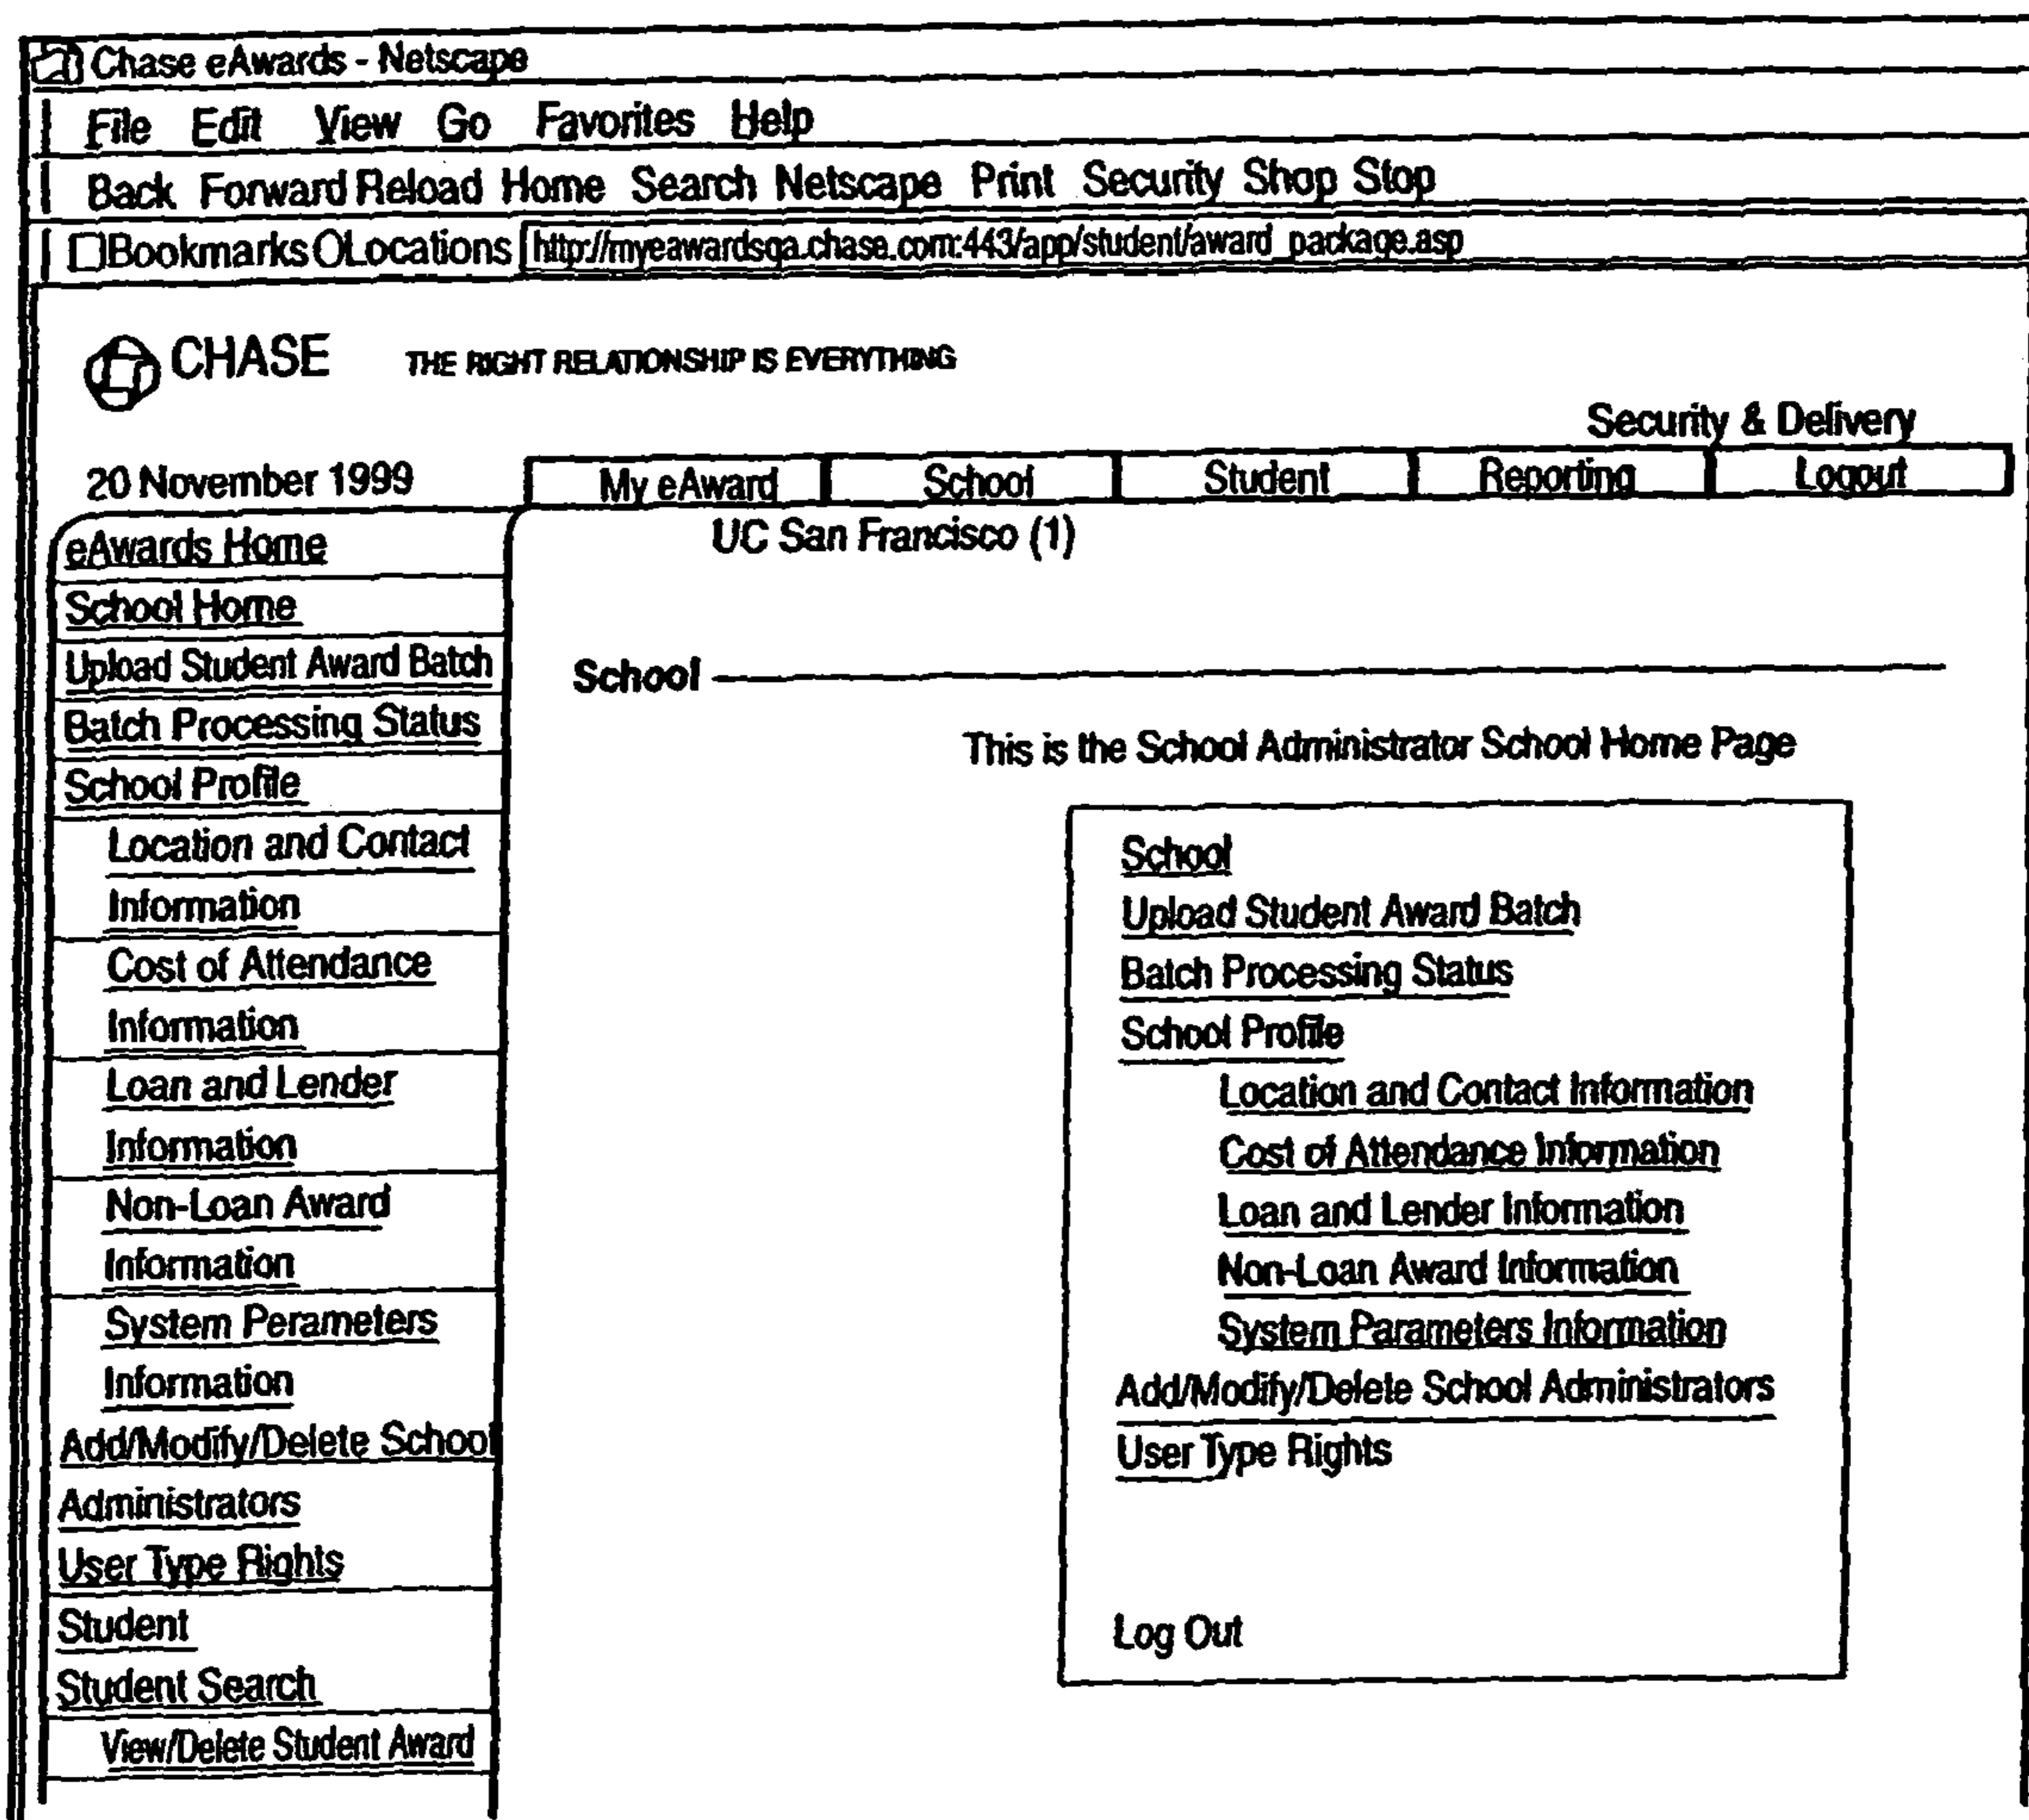 Chase eAwards - Netscape
File Edit View Go Favorites Help
Back Forward Reload Home Search Netscape Print Security Shop Stop
Bookmarks Locations http://myeawardsqa.chase.com:443/app/student/award_package.asp
CHASE THE RIGHT RELATIONSHIP IS EVERYTHING
Security & Delivery
20 November 1999 My eAward School Student Reporting Logout
UC San Francisco (1)
eAwards Home
School Home
Upload Student Award Batch
Batch Processing Status
School Profile
Location and Contact
Information
Cost of Attendance
Information
Loan and Lender
Information
Non-Loan Award
Information
System Perameters
Information
Add/Modify/Delete School
Administrators
User Type Rights
Student
Student Search
View/Delete Student Award
School
This is the School Administrator School Home Page
School
Upload Student Award Batch
Batch Processing Status
School Profile
Location and Contact Information
Cost of Attendance Information
Loan and Lender Information
Non-Loan Award Information
System Parameters Information
Add/Modify/Delete School Administrators
User Type Rights
Log Out